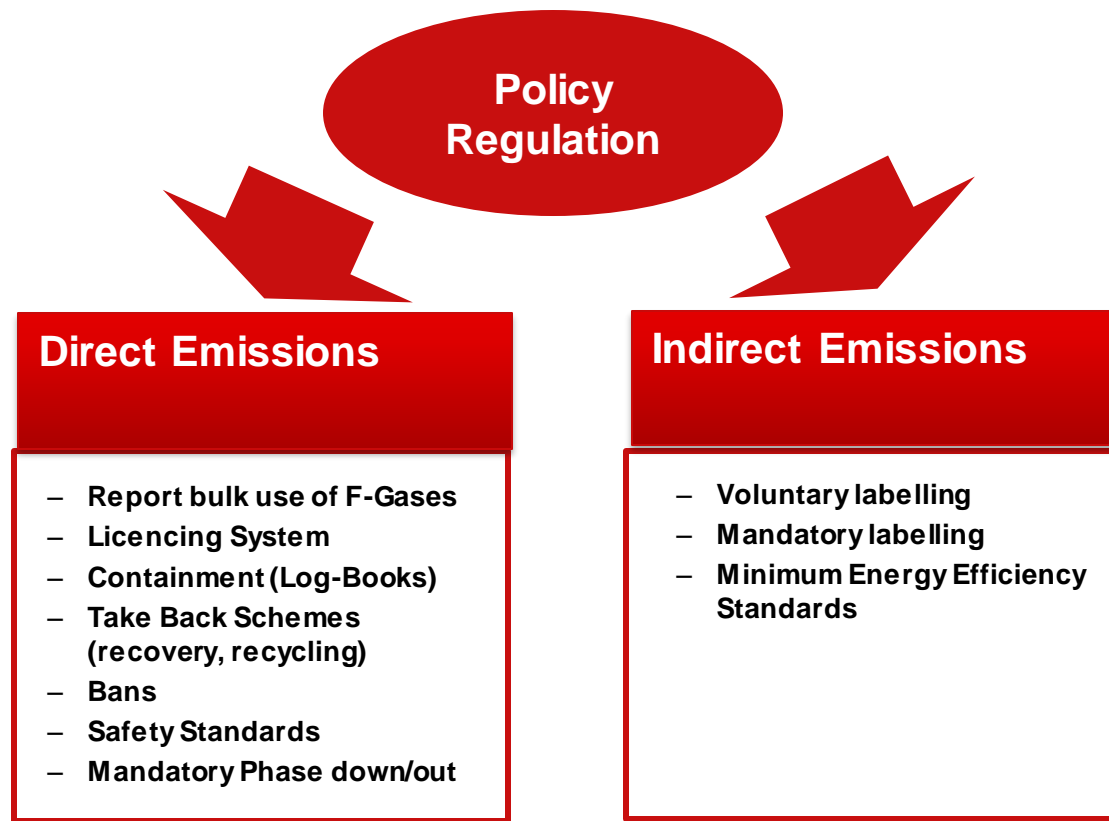 Policy
Regulation
Direct Emissions
– Report bulk use of F-Gases
– Licencing System
– Containment (Log-Books)
– Take Back Schemes
(recovery, recycling)
– Bans
– Safety Standards
– Mandatory Phase down/out
Indirect Emissions
– Voluntary labelling
– Mandatory labelling
– Minimum Energy Efficiency
Standards